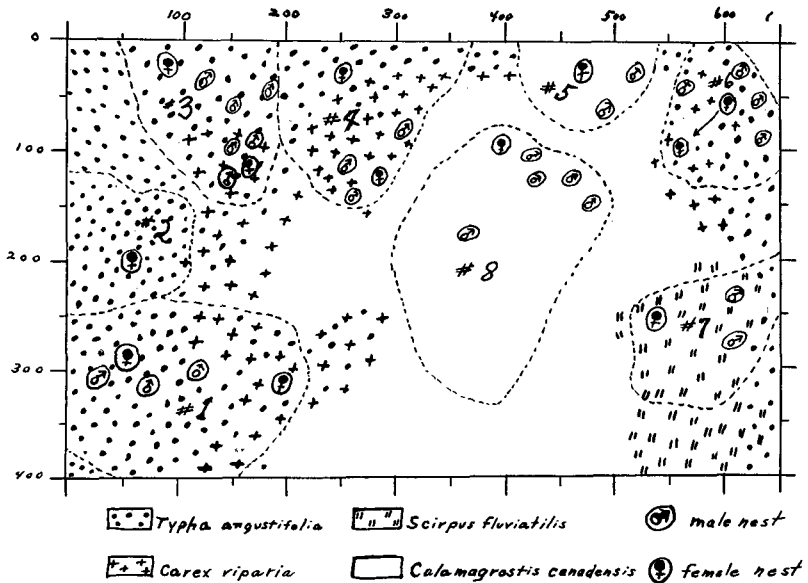 100 200 300 400 500 600 (
0
100
200
300
400
#3
#4
#5
#6
#2
#8
#7
#1
Typha angustifolia
Scirpus fluviatilis
male nest
Carex riparia
Calamagrostis canadensis
female nest